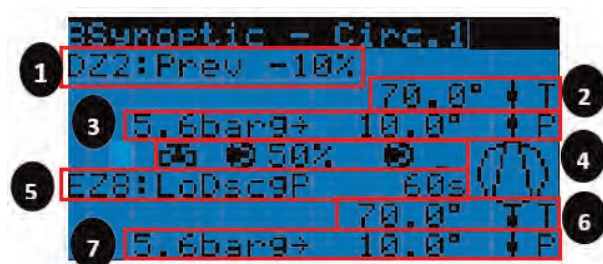 BSynoptic - Circ.1
1 DZ2:Prev -10%
70.0° T 2
3 5.6barg→ 10.0° P
50% 4
5 EZ8:LoDscgP 60s
70.0° T 6
7 5.6barg→ 10.0° P